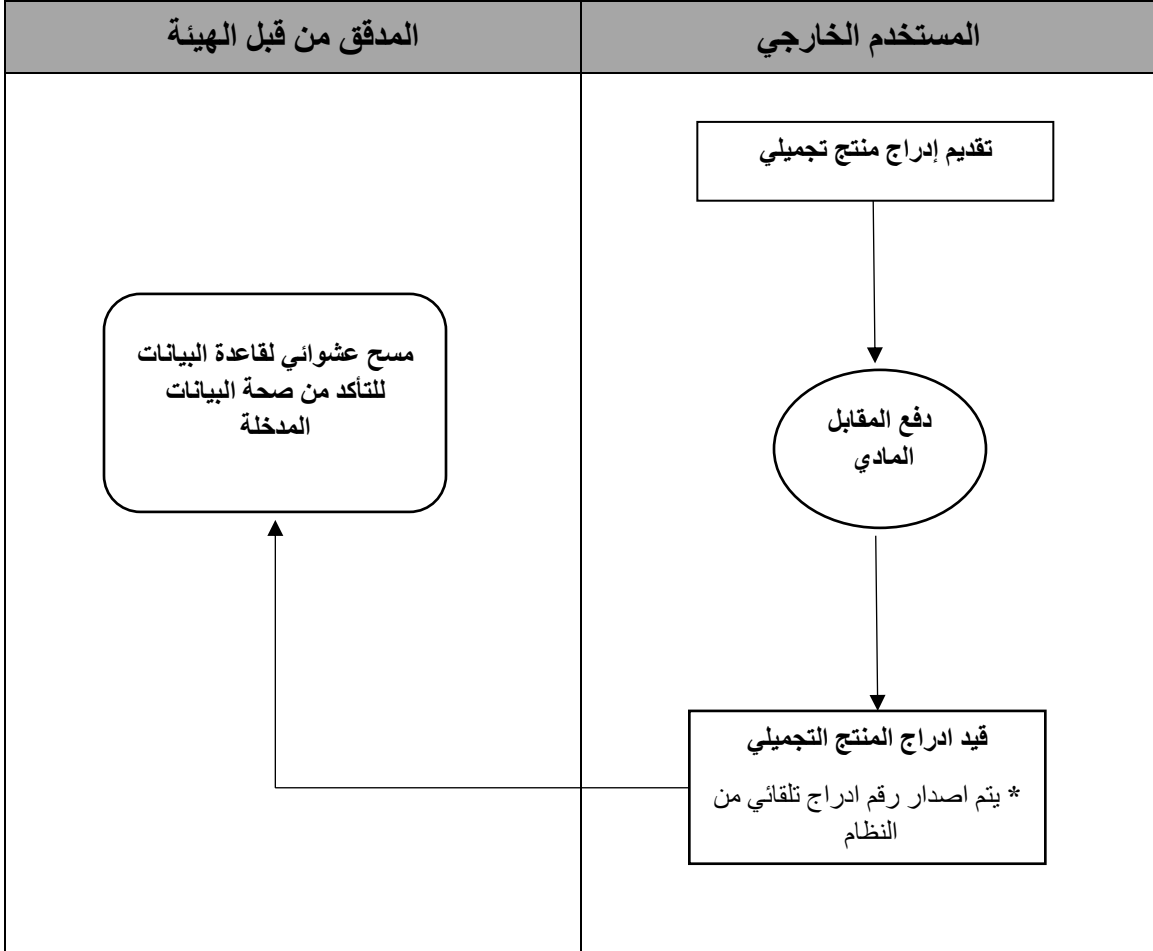 المستخدم الخارجي
المدقق من قبل الهيئة
تقديم إدراج منتج تجميلي
دفع المقابل
المادي
قيد ادراج المنتج التجميلي
* يتم اصدار رقم ادراج تلقائي من
النظام
مسح عشوائي لقاعدة البيانات
للتأكد من صحة البيانات
المدخلة